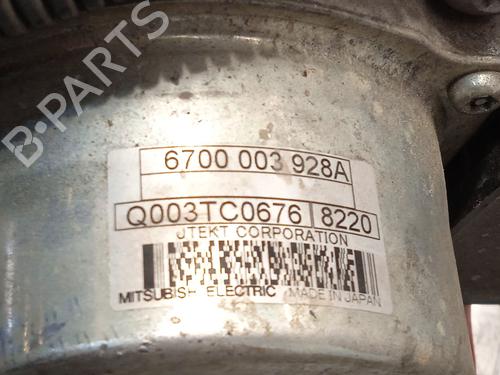 B-PARTS
6700 003 928A
Q003TC0676 8220
JTEKT CORPORATION
MITSUBISHI ELECTRIC MADE IN JAPAN